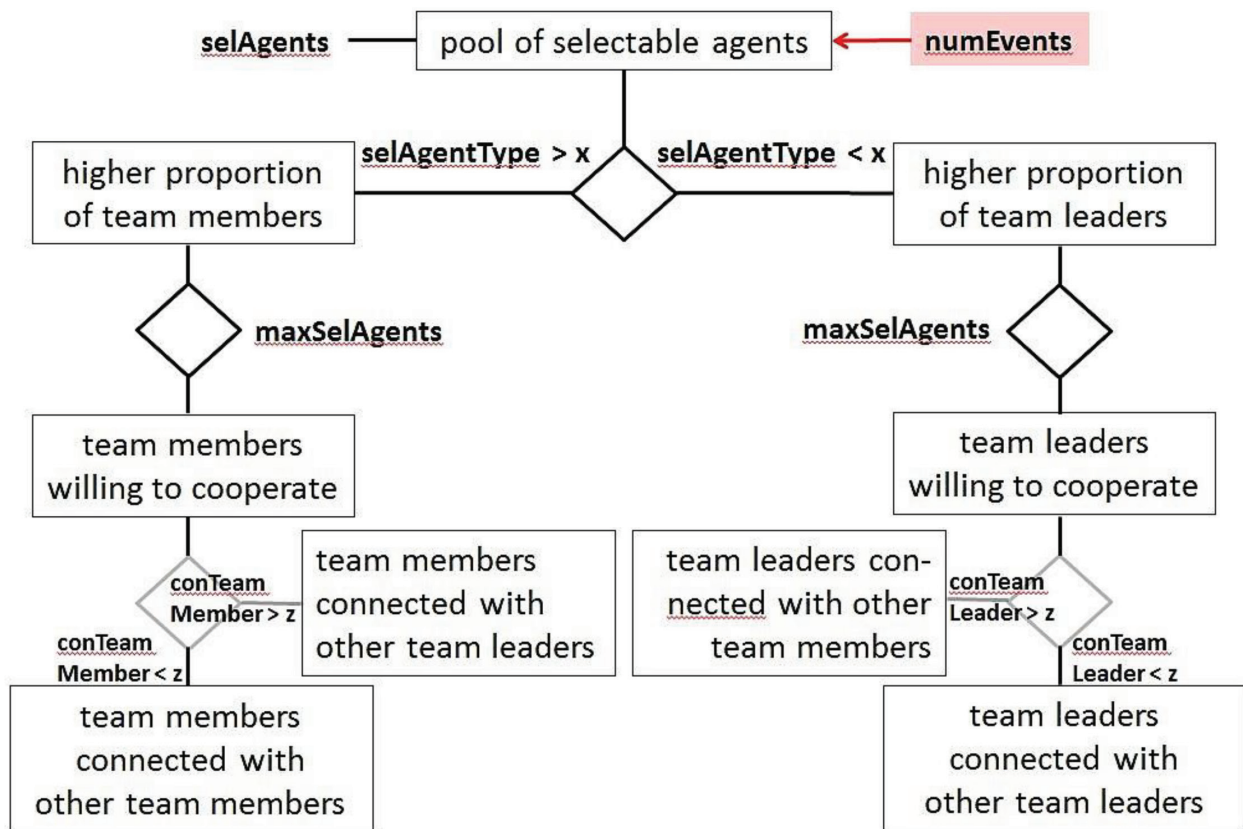 selAgents
pool of selectable agents
numEvents
selAgentType > x
selAgentType < x
higher proportion
of team members
higher proportion
of team leaders
maxSelAgents
maxSelAgents
team members
willing to cooperate
team leaders
willing to cooperate
conTeam
Member > z
team members
connected with
other team leaders
team leaders con-
nected with other
team members
conTeam
Leader > z
conTeam
Member < z
conTeam
Leader < z
team members
connected with
other team members
team leaders
connected with
other team leaders